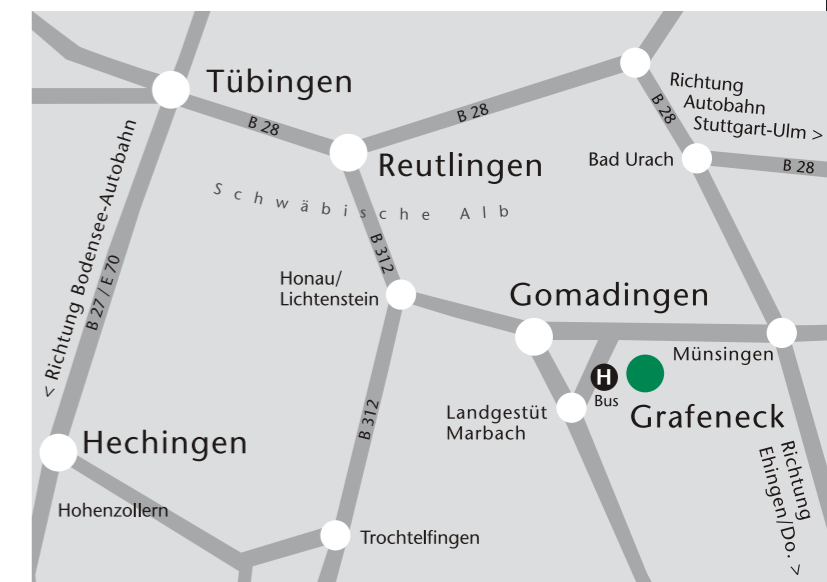 Tübingen
B 28
Reutlingen
B 28
B 28
Richtung
Autobahn
Stuttgart-Ulm >
Bad Urach
B 28
Schwäbische Alb
B 312
< Richtung Bodensee-Autobahn
B 27 / E 70
Honau/
Lichtenstein
Gomadingen
Münsingen
H
Bus
Grafeneck
Landgestüt
Marbach
B 312
Hechingen
Hohenzollern
Trochtelfingen
Richtung
Ehingen/Do. >